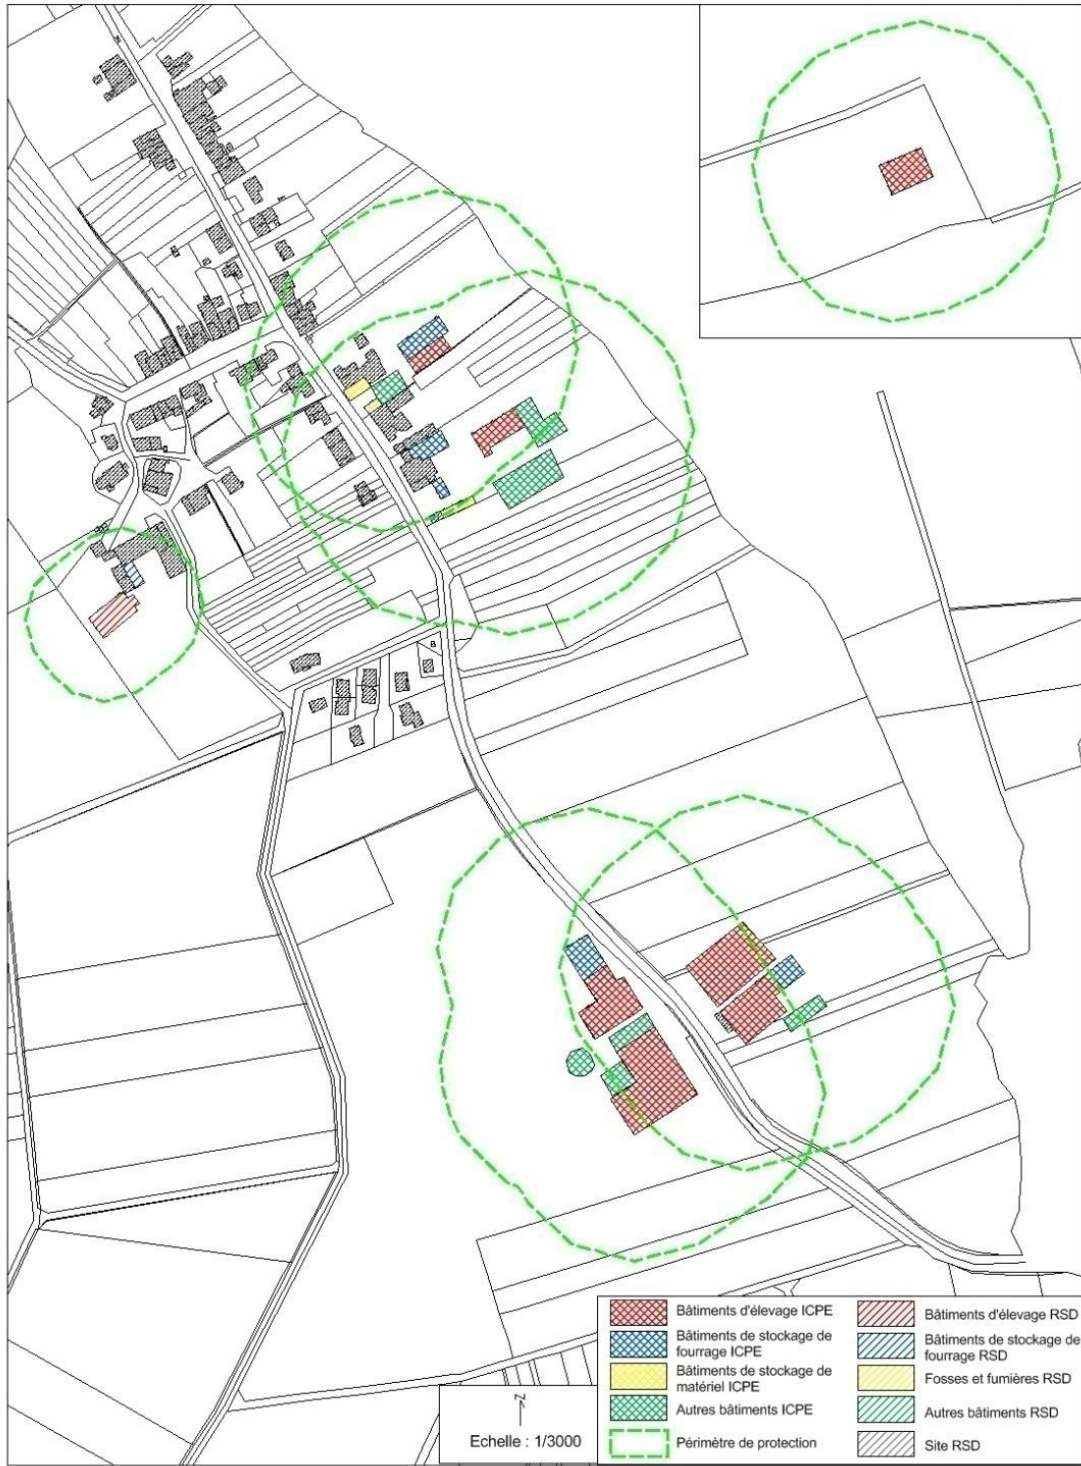 Bâtiments d'élevage ICPE
Bâtiments de stockage de
fourrage ICPE
Bâtiments de stockage de
matériel ICPE
Autres bâtiments ICPE
Périmètre de protection
Bâtiments d'élevage RSD
Bâtiments de stockage de
fourrage RSD
Fosses et fumières RSD
Autres bâtiments RSD
Site RSD
N
Echelle : 1/3000